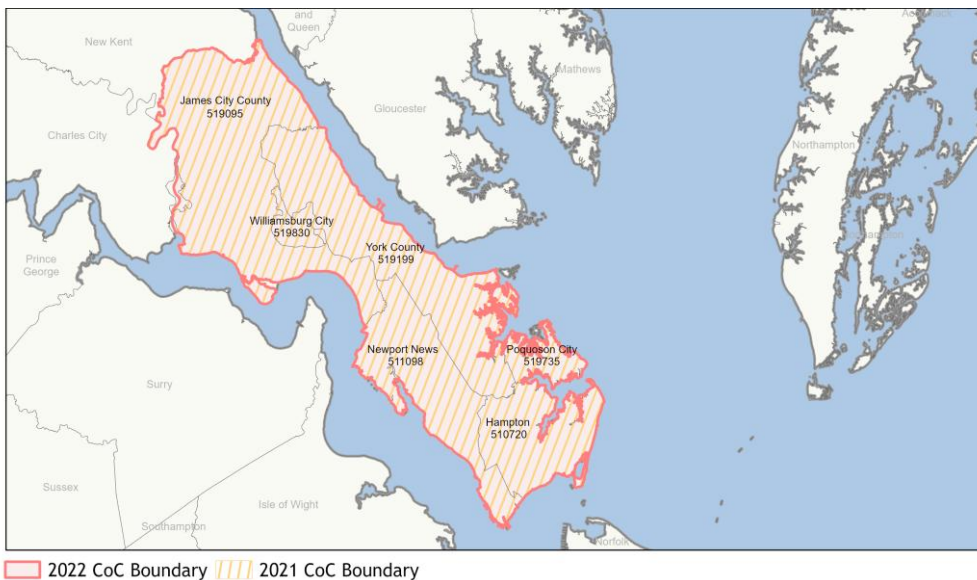 and
Queen
New Kent
Mathews
James City County
519095
Gloucester
Charles City
Northampton
Williamsburg City
519830
York County
519199
Prince
George
Newport News
511098
Poquoson City
519735
Surry
Hampton
510720
Sussex
Isle of Wight
Southampton
Norfolk
2022 CoC Boundary
2021 CoC Boundary